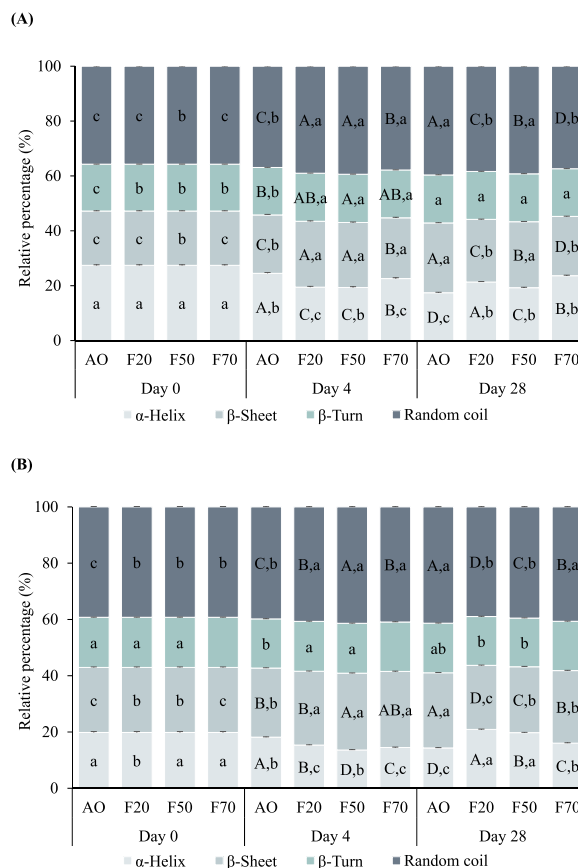 (A)
100
80
60
40
20
0
Relative percentage (%)
c c b c C,b A,a A,a B,a A,a C,b B,a D,b
c b b b B,b AB,a A,a AB,a a a a a
c c b c C,b A,a A,a B,a A,a C,b B,a D,b
a a a a A,b C,c C,b B,c D,c A,b C,b B,b
AO F20 F50 F70 AO F20 F50 F70 AO F20 F50 F70
Day 0 Day 4 Day 28
α-Helix β-Sheet β-Turn Random coil
(B)
100
80
60
40
20
0
Relative percentage (%)
c b b b C,b B,a A,a B,a A,a D,b C,b B,a
a a a b a a ab b b
c b b c B,b B,a A,a AB,a A,a D,c C,b B,b
a b a a A,b B,c D,b C,c D,c A,a B,a C,b
AO F20 F50 F70 AO F20 F50 F70 AO F20 F50 F70
Day 0 Day 4 Day 28
α-Helix β-Sheet β-Turn Random coil